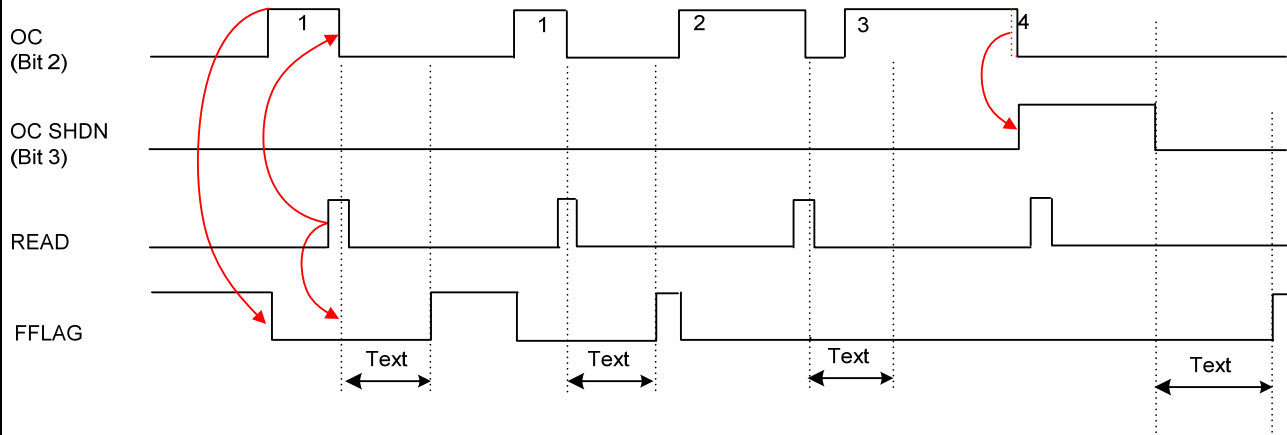 OC
(Bit 2)
1
1
2
3
4
OC SHDN
(Bit 3)
READ
FFLAG
Text
Text
Text
Text